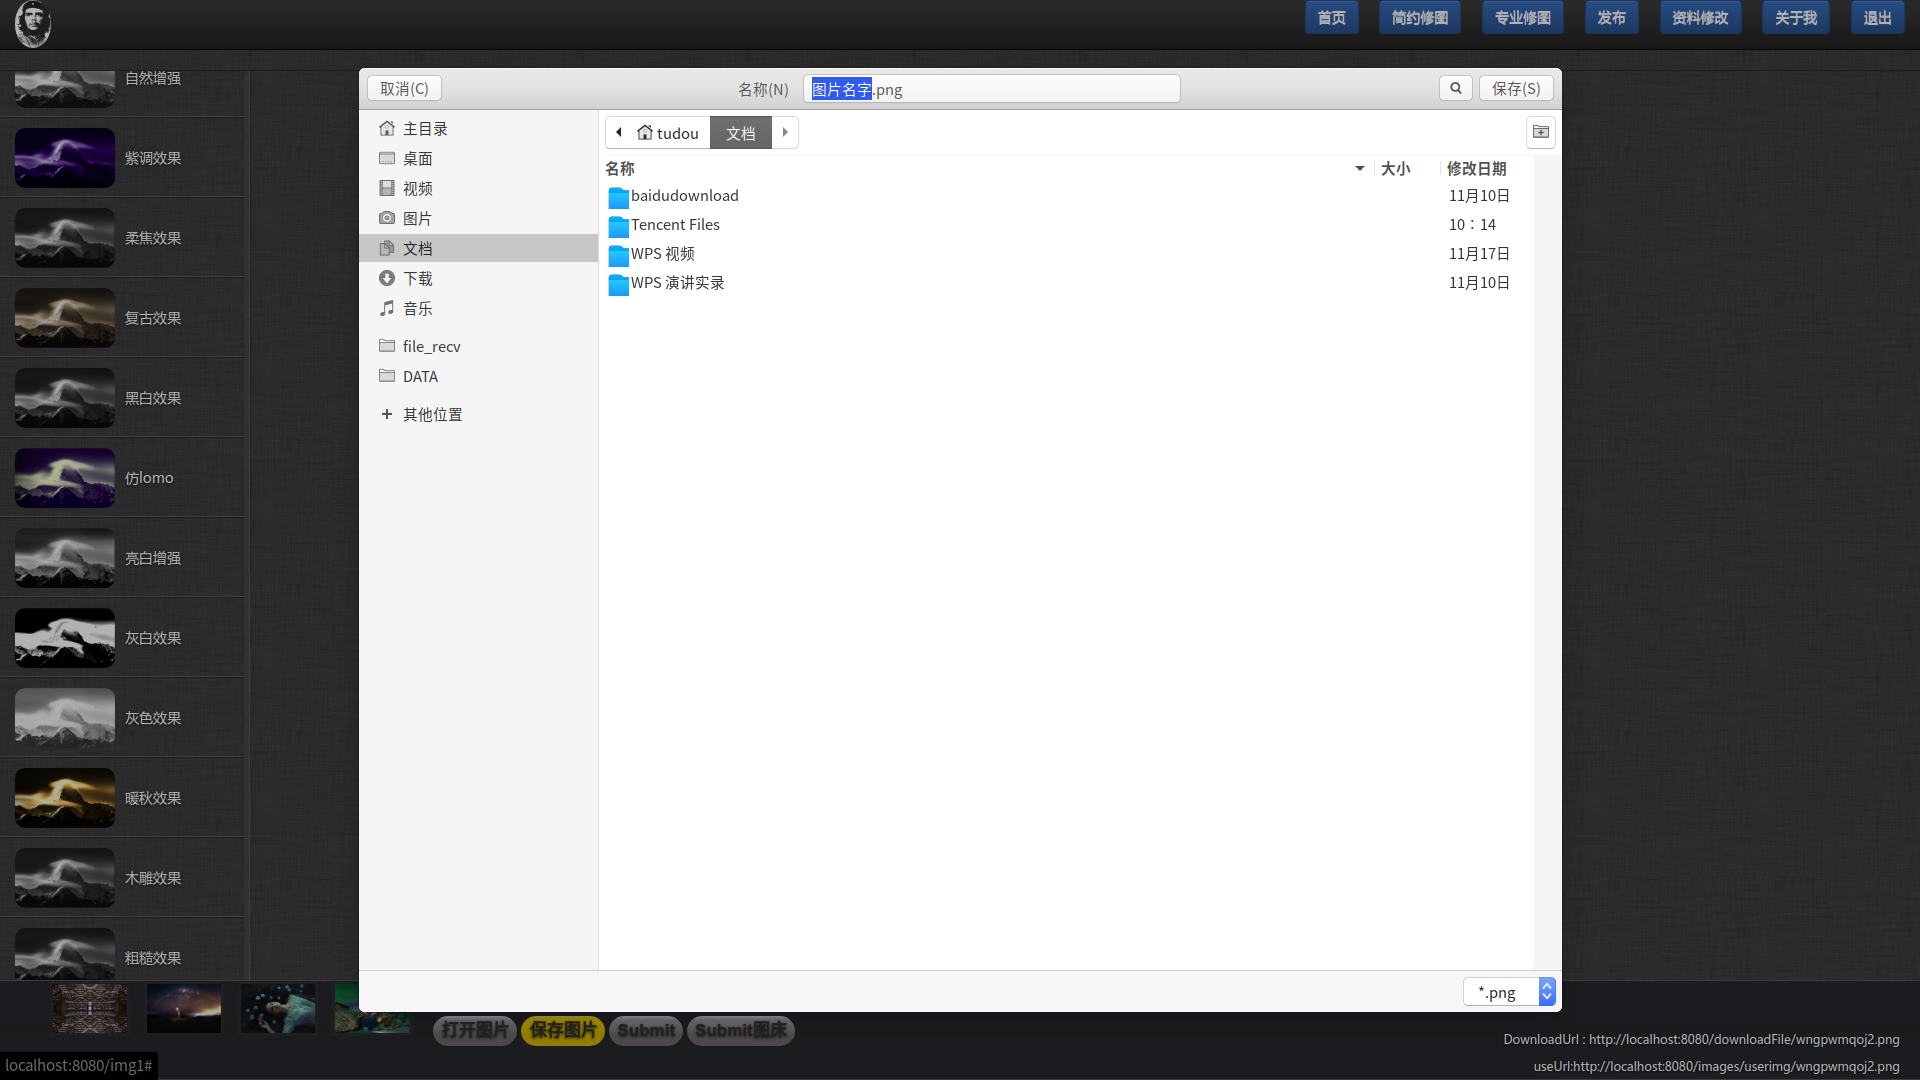 首页 简约修图 专业修图 发布 资料修改 关于我 退出
自然增强
紫调效果
柔焦效果
复古效果
黑白效果
仿lomo
亮白增强
灰白效果
灰色效果
暖秋效果
木雕效果
粗糙效果
取消(C) 名称(N) 图片名字.png 保存(S)
主目录
桌面
视频
图片
文档
下载
音乐
file_recv
DATA
其他位置
tudou 文档
名称 大小 修改日期
baidudownload 11月10日
Tencent Files 10：14
WPS 视频 11月17日
WPS 演讲实录 11月10日
*.png
打开图片 保存图片 Submit Submit图床
DownloadUrl : http://localhost:8080/downloadFile/wngpwmqoj2.png
useUrl:http://localhost:8080/images/userimg/wngpwmqoj2.png
localhost:8080/img1#